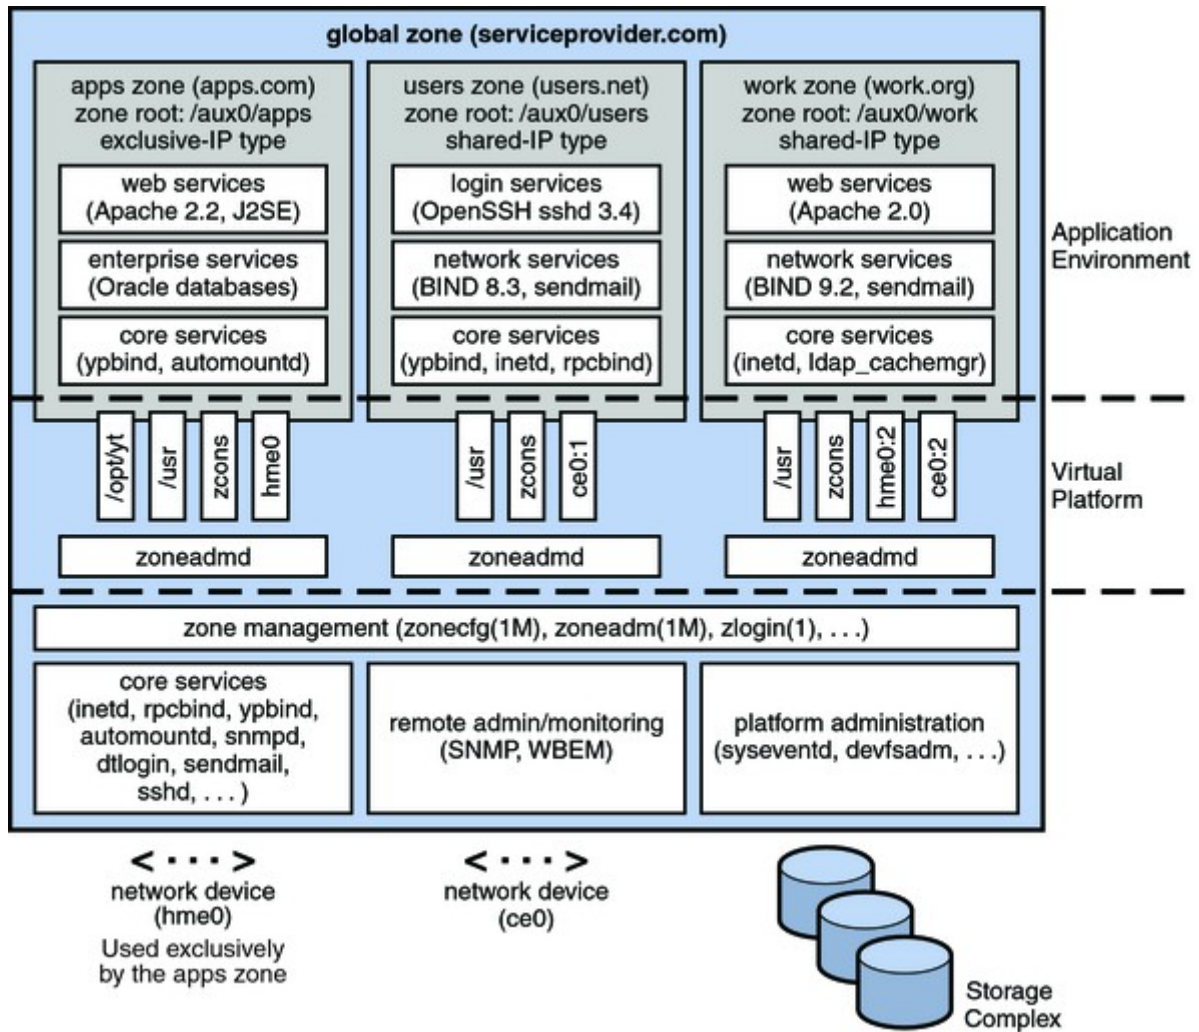 global zone (serviceprovider.com)
apps zone (apps.com)
zone root: /aux0/apps
exclusive-IP type
web services
(Apache 2.2, J2SE)
enterprise services
(Oracle databases)
core services
(ypbind, automountd)
users zone (users.net)
zone root: /aux0/users
shared-IP type
login services
(OpenSSH sshd 3.4)
network services
(BIND 8.3, sendmail)
core services
(ypbind, inetd, rpcbind)
work zone (work.org)
zone root: /aux0/work
shared-IP type
web services
(Apache 2.0)
network services
(BIND 9.2, sendmail)
core services
(inetd, ldap_cachemgr)
Application
Environment
/opt/yt
/usr
zcons
hme0
/usr
zcons
ce0:1
/usr
zcons
hme0:2
ce0:2
Virtual
Platform
zoneadmd
zoneadmd
zoneadmd
zone management (zonecfg(1M), zoneadm(1M), zlogin(1), . . .)
core services
(inetd, rpcbind, ypbind,
automountd, snmpd,
dtlogin, sendmail,
sshd, . . . )
remote admin/monitoring
(SNMP, WBEM)
platform administration
(syseventd, devfsadm, . . .)
network device
(hme0)
Used exclusively
by the apps zone
network device
(ce0)
Storage
Complex